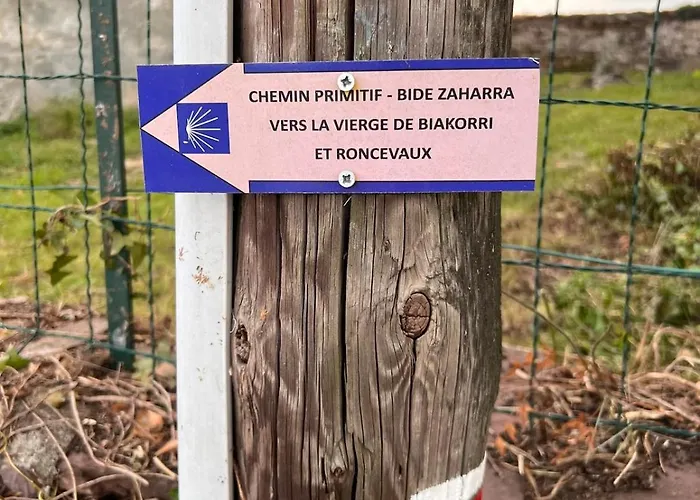 CHEMIN PRIMITIF - BIDE ZAHARRA
VERS LA VIERGE DE BIAKORRI
ET RONCEVAUX